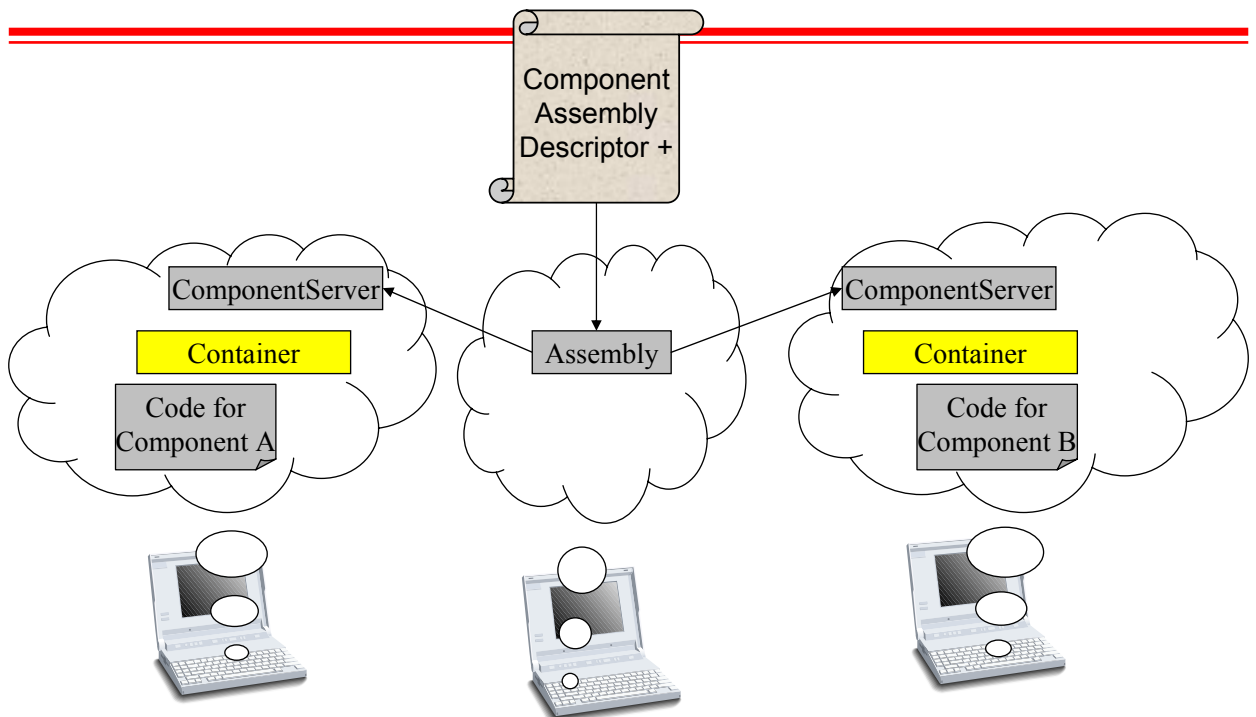 Component
Assembly
Descriptor +
ComponentServer
Container
Code for
Component A
Assembly
ComponentServer
Container
Code for
Component B